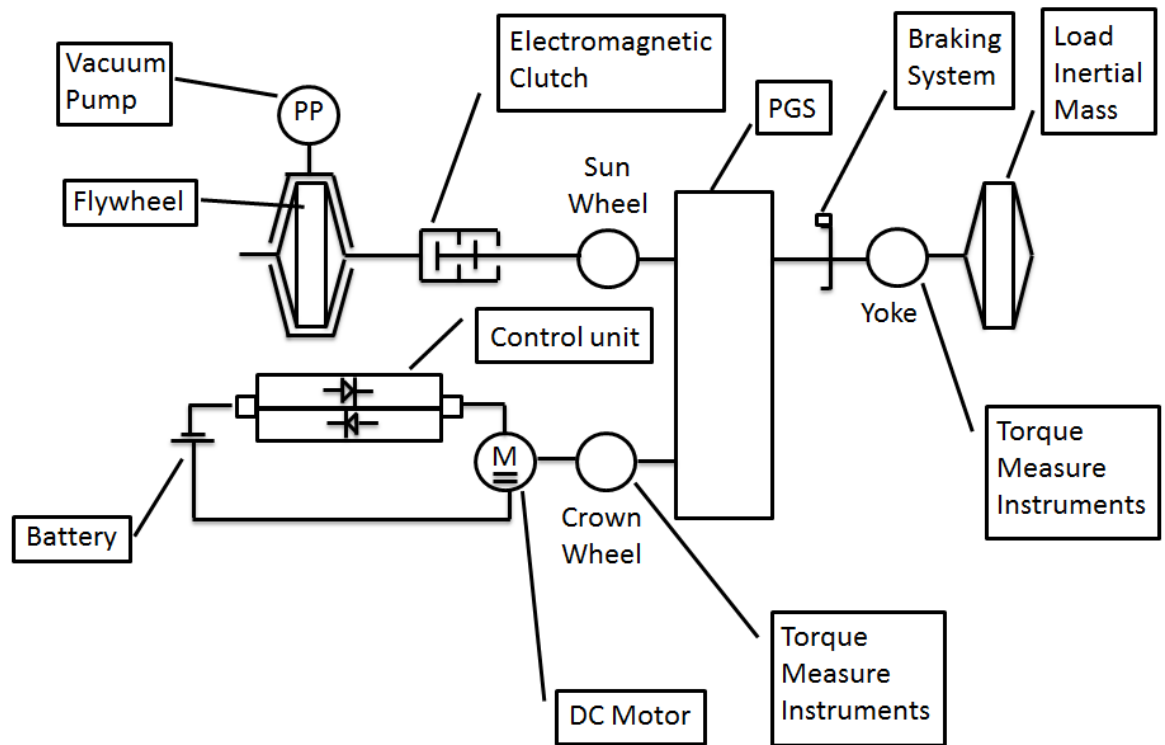 Vacuum
Pump
PP
Electromagnetic
Clutch
Braking
System
Load
Inertial
Mass
PGS
Flywheel
Sun
Wheel
Yoke
Control unit
M
Crown
Wheel
Battery
Torque
Measure
Instruments
Torque
Measure
Instruments
DC Motor